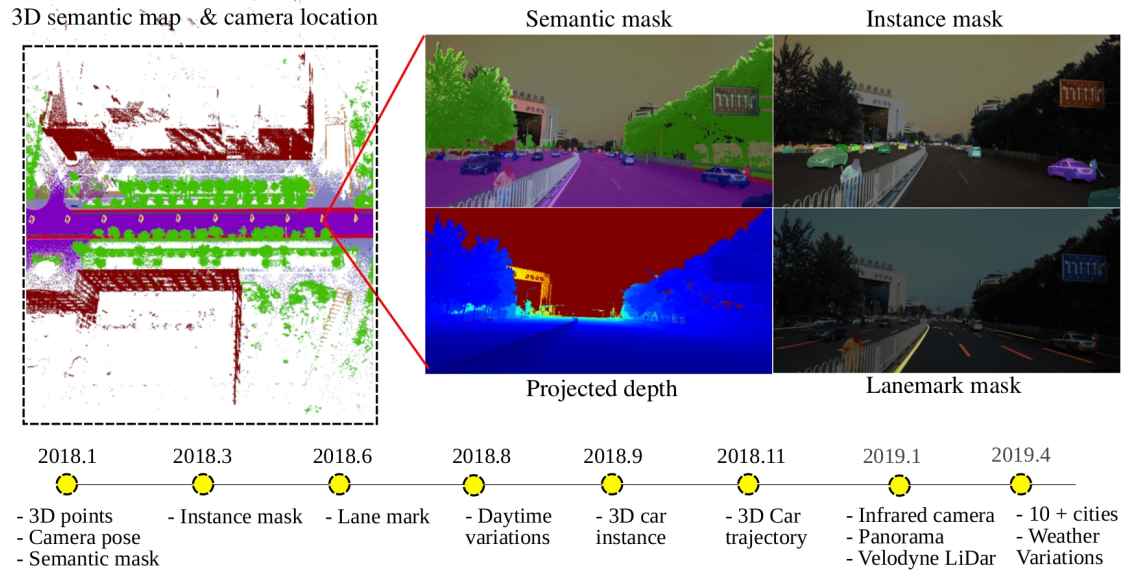 3D semantic map & camera location
Semantic mask
Instance mask
Projected depth
Lanemark mask
2018.1
2018.3
2018.6
2018.8
2018.9
2018.11
2019.1
2019.4
- 3D points
- Camera pose
- Semantic mask
- Instance mask
- Lane mark
- Daytime
variations
- 3D car
instance
- 3D Car
trajectory
- Infrared camera
- Panorama
- Velodyne LiDar
- 10 + cities
- Weather
Variations